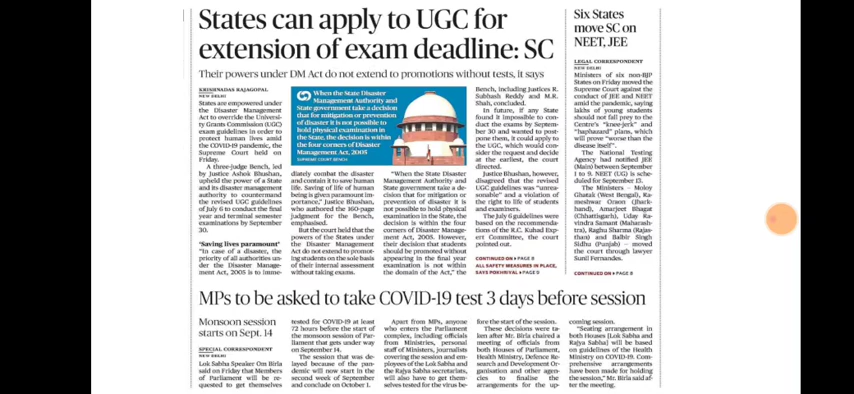 States can apply to UGC for
extension of exam deadline: SC
Their powers under DM Act do not extend to promotions without tests, it says
KRISHNADAS RAJAGOPAL
NEW DELHI
States are empowered under
the Disaster Management
Act to override the Universi-
ty Grants Commission (UGC)
exam guidelines in order to
protect human lives amid
the COVID-19 pandemic, the
Supreme Court held on
Friday.
A three-judge Bench, led
by Justice Ashok Bhushan,
upheld the power of a State
and its disaster management
authority to countermand
the revised UGC guidelines
of July 6 to conduct the final
year and terminal semester
examinations by September
30.
‘Saving lives paramount’
“In case of a disaster, the
priority of all authorities un-
der the Disaster Manage-
ment Act, 2005 is to imme-
When the State Disaster
Management Authority and
State government take a decision
that for mitigation or prevention
of disaster it is not possible to
hold physical examination in
the State, the decision is within
the four corners of Disaster
Management Act, 2005
SUPREME COURT BENCH
diately combat the disaster
and contain it to save human
life. Saving of life of human
being is given paramount im-
portance,” Justice Bhushan,
who authored the 160-page
judgment for the Bench,
emphasised.
But the court held that the
powers of the States under
the Disaster Management
Act do not extend to promot-
ing students on the sole basis
of their internal assessment
without taking exams.
“When the State Disaster
Management Authority and
State government take a de-
cision that for mitigation or
prevention of disaster it is
not possible to hold physical
examination in the State, the
decision is within the four
corners of Disaster Manage-
ment Act, 2005. However,
their decision that students
should be promoted without
appearing in the final year
examination is not within
the domain of the Act,” the
Bench, including Justices R.
Subhash Reddy and M.R.
Shah, concluded.
In future, if any State
found it impossible to con-
duct the exams by Septem-
ber 30 and wanted to post-
pone them, it could apply to
the UGC, which would con-
sider the request and decide
at the earliest, the court
directed.
Justice Bhushan, however,
disagreed that the revised
UGC guidelines was “unrea-
sonable” and a violation of
the right to life of students
and examiners.
The July 6 guidelines were
based on the recommenda-
tions of the R.C. Kuhad Exp-
ert Committee, the court
pointed out.
CONTINUED ON ▸ PAGE 8
ALL SAFETY MEASURES IN PLACE,
SAYS POKHRIYAL ▸ PAGE 9
Six States
move SC on
NEET, JEE
LEGAL CORRESPONDENT
NEW DELHI
Ministers of six non-BJP
States on Friday moved the
Supreme Court against the
conduct of JEE and NEET
amid the pandemic, saying
lakhs of young students
should not fall prey to the
Centre’s “knee-jerk” and
“haphazard” plans, which
will prove “worse than the
disease itself”.
The National Testing
Agency had notified JEE
(Main) between September
1 to 9. NEET (UG) is sche-
duled for September 13.
The Ministers – Moloy
Ghatak (West Bengal), Ra-
meshwar Oraon (Jhark-
hand), Amarjeet Bhagat
(Chhattisgarh), Uday Ra-
vindra Samant (Maharash-
tra), Raghu Sharma (Rajas-
than) and Balbir Singh
Sidhu (Punjab) – moved
the court through lawyer
Sunil Fernandes.
CONTINUED ON ▸ PAGE 8
MPs to be asked to take COVID-19 test 3 days before session
Monsoon session
starts on Sept. 14
SPECIAL CORRESPONDENT
NEW DELHI
Lok Sabha Speaker Om Birla
said on Friday that Members
of Parliament will be re-
quested to get themselves
tested for COVID-19 at least
72 hours before the start of
the monsoon session of Par-
liament that gets under way
on September 14.
The session that was de-
layed because of the pan-
demic will now start in the
second week of September
and conclude on October 1.
Apart from MPs, anyone
who enters the Parliament
complex, including officials
from Ministries, personal
staff of Ministers, journalists
covering the session and em-
ployees of the Lok Sabha and
the Rajya Sabha secretariats,
will also have to get them-
selves tested for the virus be-
fore the start of the session.
These decisions were ta-
ken after Mr. Birla chaired a
meeting of officials from
both Houses of Parliament,
Health Ministry, Defence Re-
search and Development Or-
ganisation and other agen-
cies to finalise the
arrangements for the up-
coming session.
“Seating arrangement in
both Houses [Lok Sabha and
Rajya Sabha] will be based
on guidelines of the Health
Ministry on COVID-19. Com-
prehensive arrangements
have been made for holding
the session,” Mr. Birla said af-
ter the meeting.